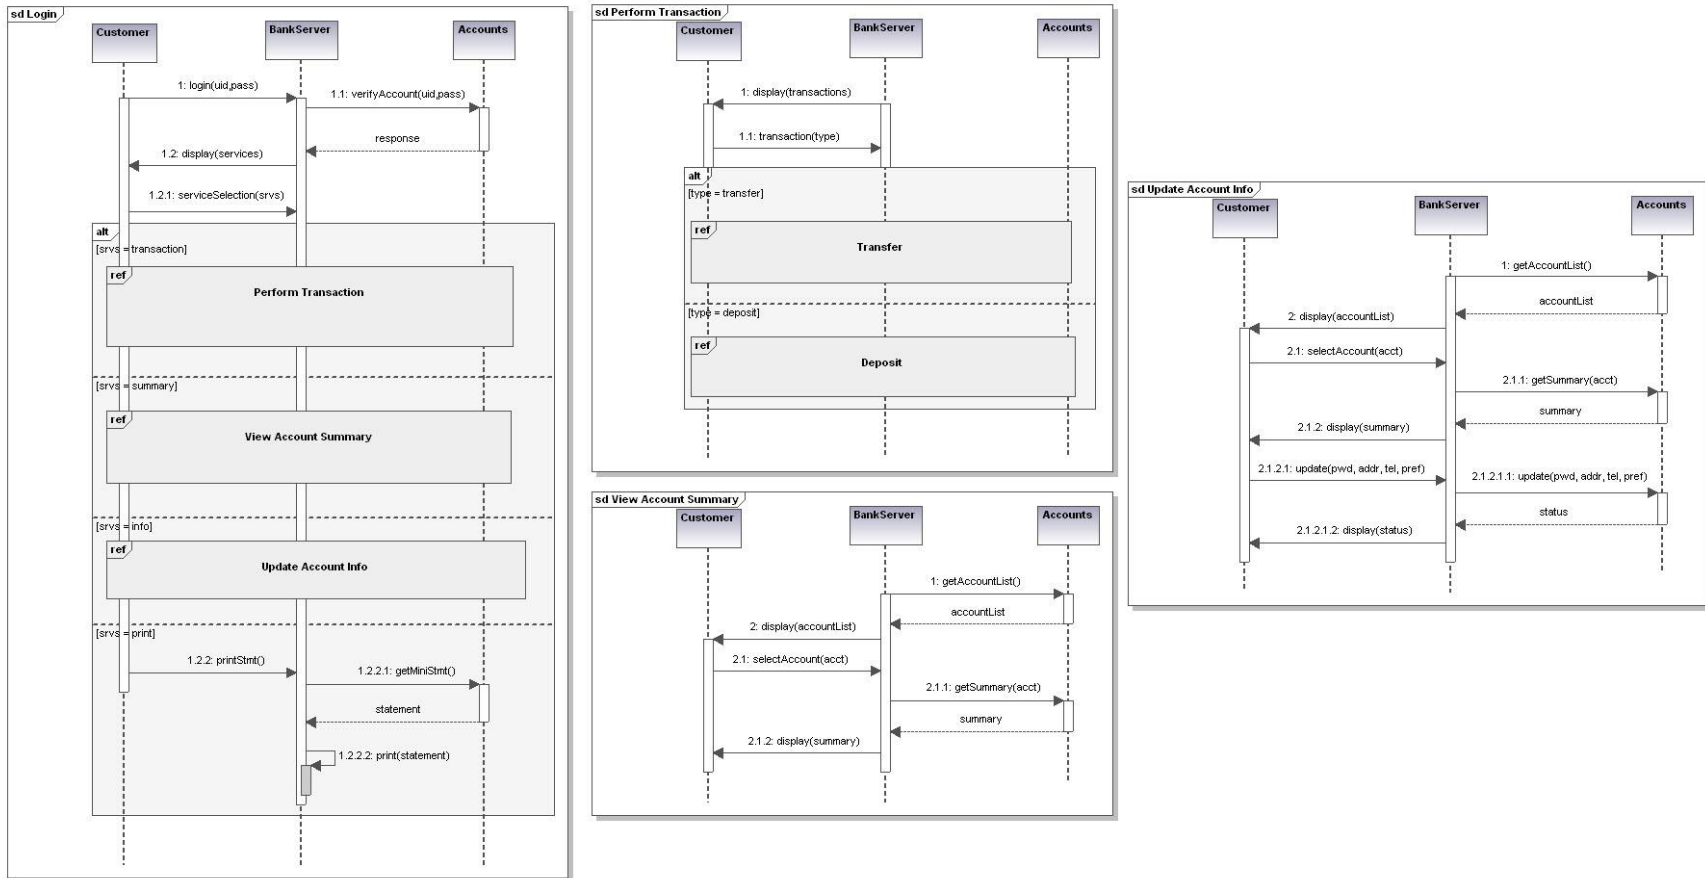 sd Login
Customer
BankServer
Accounts
1: login(uid,pass)
1.1: verifyAccount(uid,pass)
response
1.2: display(services)
1.2.1: serviceSelection(srvs)
alt
[srvs = transaction]
ref
Perform Transaction
[srvs = summary]
ref
View Account Summary
[srvs = info]
ref
Update Account Info
[srvs = print]
1.2.2: printStmt()
1.2.2.1: getMiniStmt()
statement
1.2.2.2: print(statement)
sd Perform Transaction
Customer
BankServer
Accounts
1: display(transactions)
1.1: transaction(type)
alt
[type = transfer]
ref
Transfer
[type = deposit]
ref
Deposit
sd View Account Summary
Customer
BankServer
Accounts
1: getAccountList()
accountList
2: display(accountList)
2.1: selectAccount(acct)
2.1.1: getSummary(acct)
summary
2.1.2: display(summary)
sd Update Account Info
Customer
BankServer
Accounts
1: getAccountList()
accountList
2: display(accountList)
2.1: selectAccount(acct)
2.1.1: getSummary(acct)
summary
2.1.2: display(summary)
2.1.2.1: update(pwd, addr, tel, pref)
2.1.2.1.1: update(pwd, addr, tel, pref)
status
2.1.2.1.2: display(status)